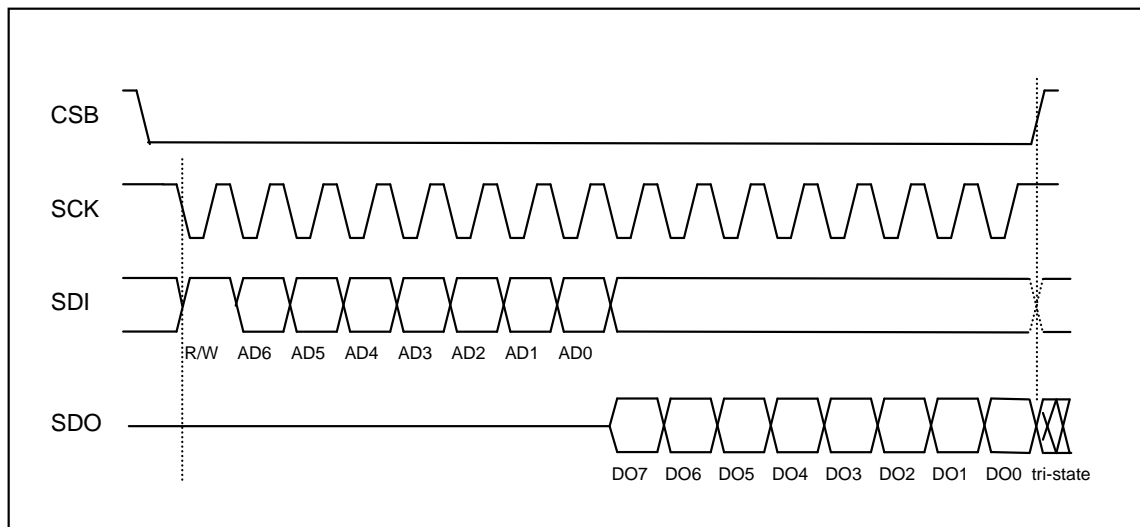 CSB
SCK
SDI
R/W AD6 AD5 AD4 AD3 AD2 AD1 AD0
SDO
DO7 DO6 DO5 DO4 DO3 DO2 DO1 DO0 tri-state